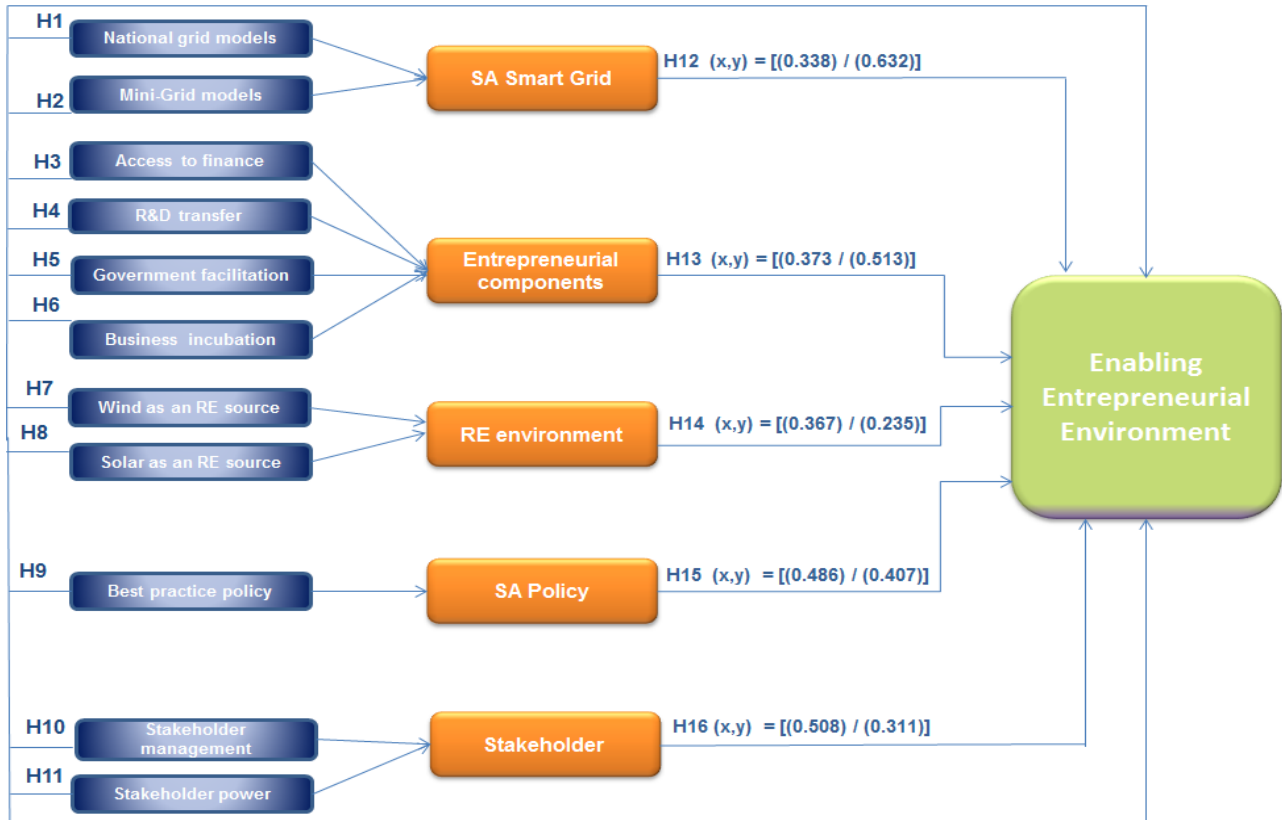 H1
National grid models
H2
Mini-Grid models
SA Smart Grid
H12 (x,y) = [(0.338) / (0.632)]
H3
Access to finance
H4
R&D transfer
H5
Government facilitation
H6
Business incubation
Entrepreneurial
components
H13 (x,y) = [(0.373 / (0.513)]
H7
Wind as an RE source
H8
Solar as an RE source
RE environment
H14 (x,y) = [(0.367) / (0.235)]
H9
Best practice policy
SA Policy
H15 (x,y) = [(0.486) / (0.407)]
H10
Stakeholder
management
H11
Stakeholder power
Stakeholder
H16 (x,y) = [(0.508) / (0.311)]
Enabling
Entrepreneurial
Environment